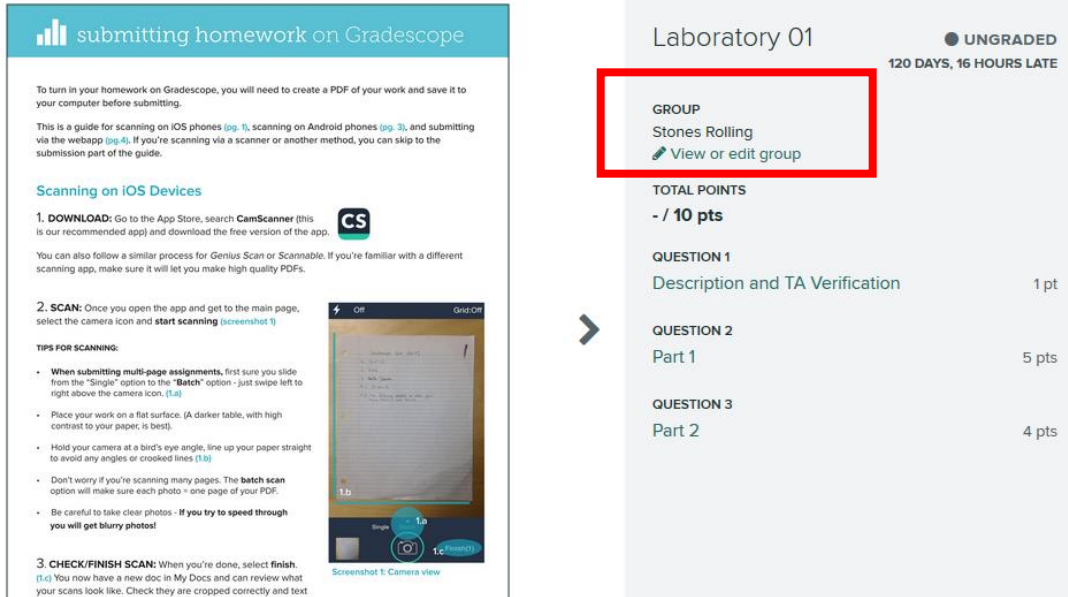 submitting homework on Gradescope
To turn in your homework on Gradescope, you will need to create a PDF of your work and save it to
your computer before submitting.
This is a guide for scanning on iOS phones (pg. 1), scanning on Android phones (pg. 3), and submitting
via the webapp (pg.4). If you're scanning via a scanner or another method, you can skip to the
submission part of the guide.
Scanning on iOS Devices
1. DOWNLOAD: Go to the App Store, search CamScanner (this
is our recommended app) and download the free version of the app.
CS
You can also follow a similar process for Genius Scan or Scannable. If you're familiar with a different
scanning app, make sure it will let you make high quality PDFs.
2. SCAN: Once you open the app and get to the main page,
select the camera icon and start scanning (screenshot 1)
TIPS FOR SCANNING:
• When submitting multi-page assignments, first sure you slide
from the "Single" option to the "Batch" option - just swipe left to
right above the camera icon. (1.a)
• Place your work on a flat surface. (A darker table, with high
contrast to your paper, is best).
• Hold your camera at a bird's eye angle, line up your paper straight
to avoid any angles or crooked lines (1.b)
• Don't worry if you're scanning many pages. The batch scan
option will make sure each photo = one page of your PDF.
• Be careful to take clear photos - If you try to speed through
you will get blurry photos!
3. CHECK/FINISH SCAN: When you're done, select finish.
(1.c) You now have a new doc in My Docs and can review what
your scans look like. Check they are cropped correctly and text
Off Grid:Off
1
1.b
Single 1.a
1.c Finish(1)
Screenshot 1: Camera view
Laboratory 01
UNGRADED
120 DAYS, 16 HOURS LATE
GROUP
Stones Rolling
View or edit group
TOTAL POINTS
- / 10 pts
QUESTION 1
Description and TA Verification 1 pt
QUESTION 2
Part 1 5 pts
QUESTION 3
Part 2 4 pts